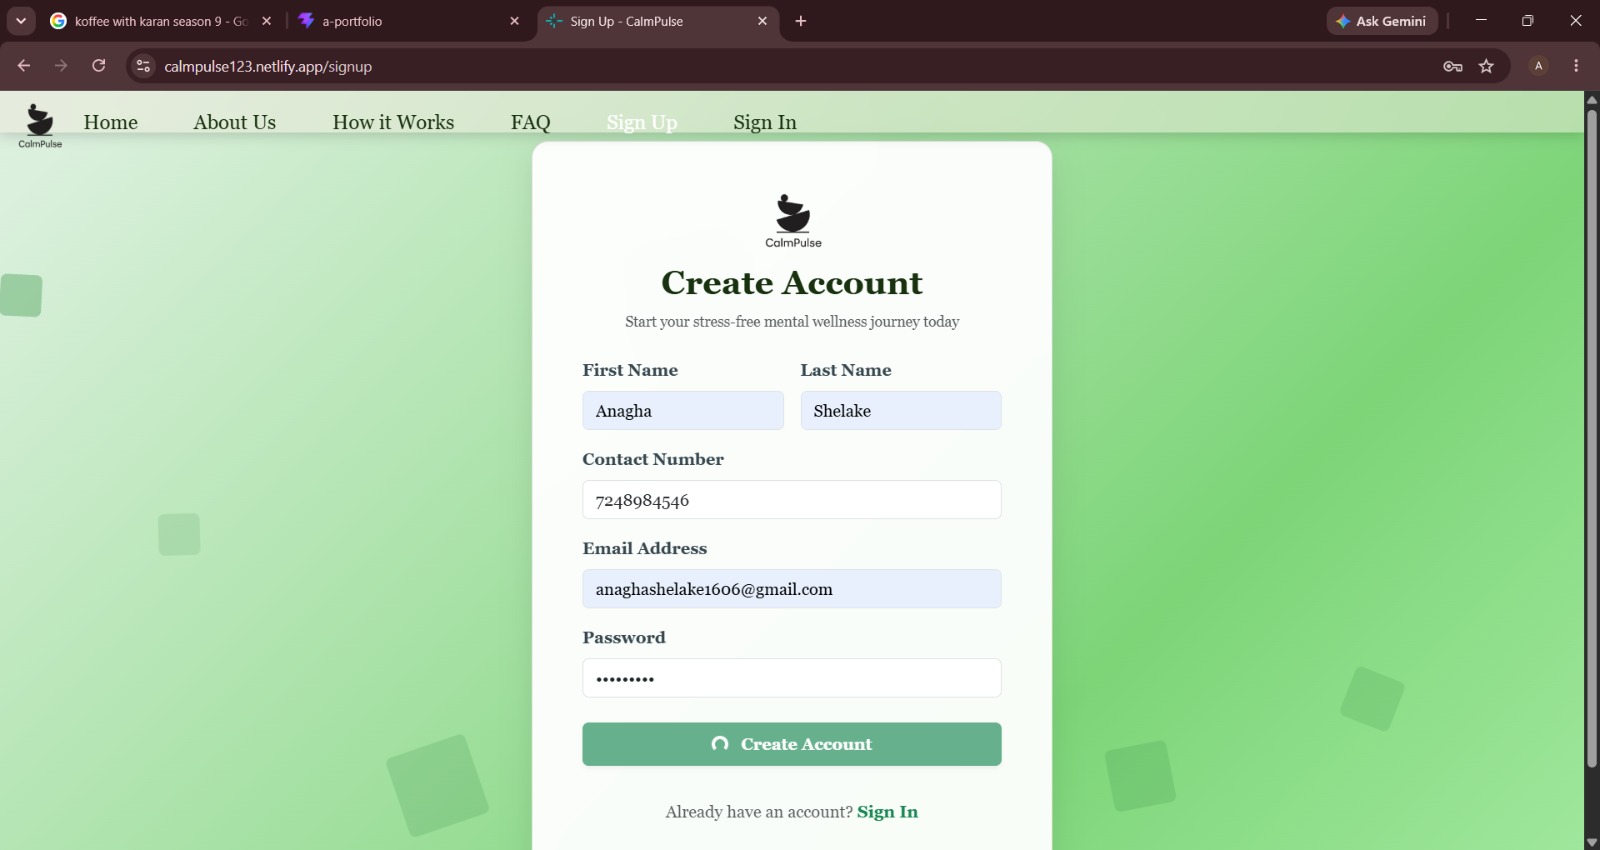 koffee with karan season 9 - Go
a-portfolio
Sign Up - CalmPulse
Ask Gemini
calmpulse123.netlify.app/signup
A
CalmPulse
Home
About Us
How it Works
FAQ
Sign Up
Sign In
CalmPulse
Create Account
Start your stress-free mental wellness journey today
First Name
Last Name
Anagha
Shelake
Contact Number
7248984546
Email Address
anaghashelake1606@gmail.com
Password
•••••••••
Create Account
Already have an account? Sign In